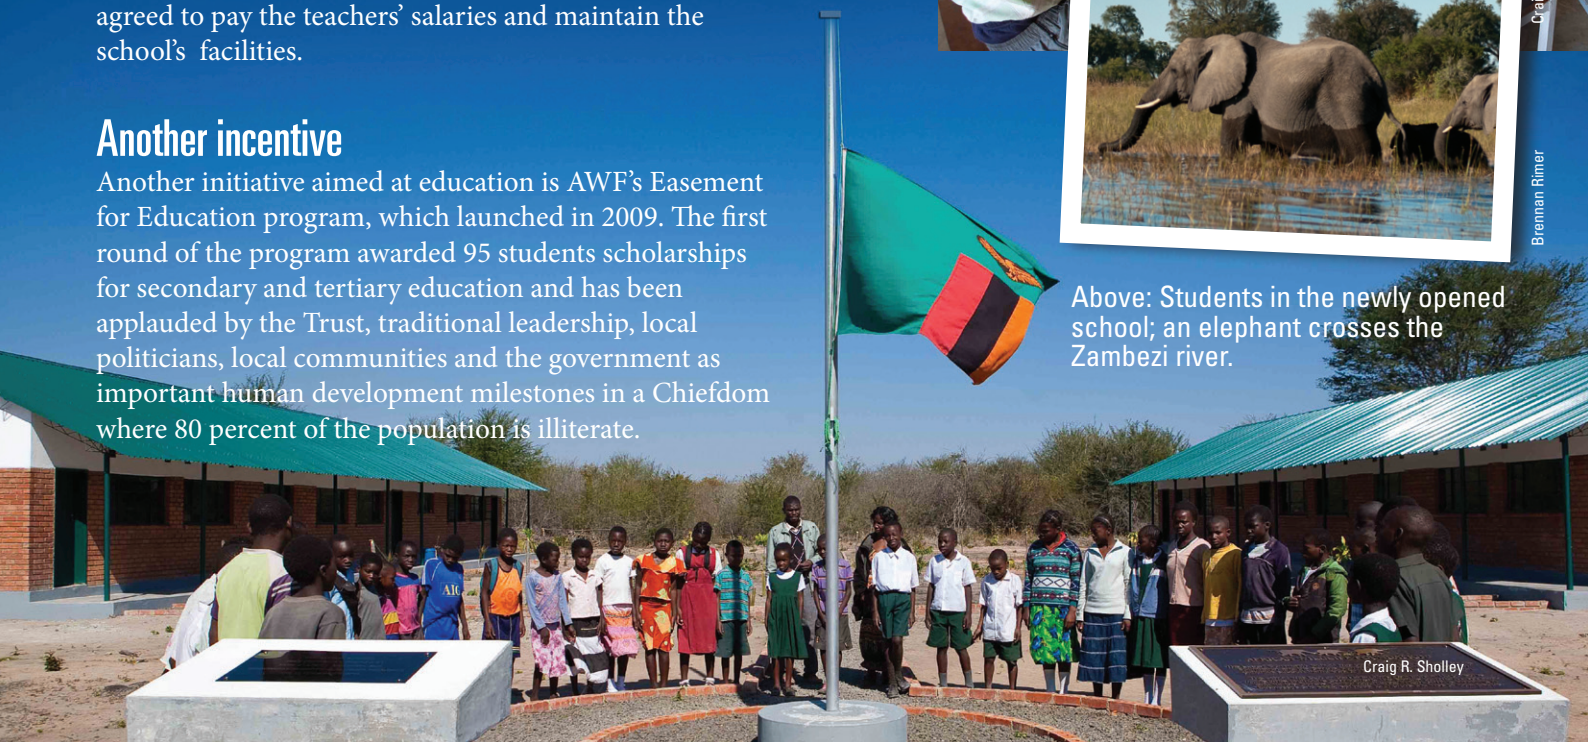 agreed to pay the teachers’ salaries and maintain the
school’s facilities.
Another incentive
Another initiative aimed at education is AWF’s Easement
for Education program, which launched in 2009. The first
round of the program awarded 95 students scholarships
for secondary and tertiary education and has been
applauded by the Trust, traditional leadership, local
politicians, local communities and the government as
important human development milestones in a Chiefdom
where 80 percent of the population is illiterate.
Brennan Rimer
Above: Students in the newly opened
school; an elephant crosses the
Zambezi river.
Craig R. Sholley